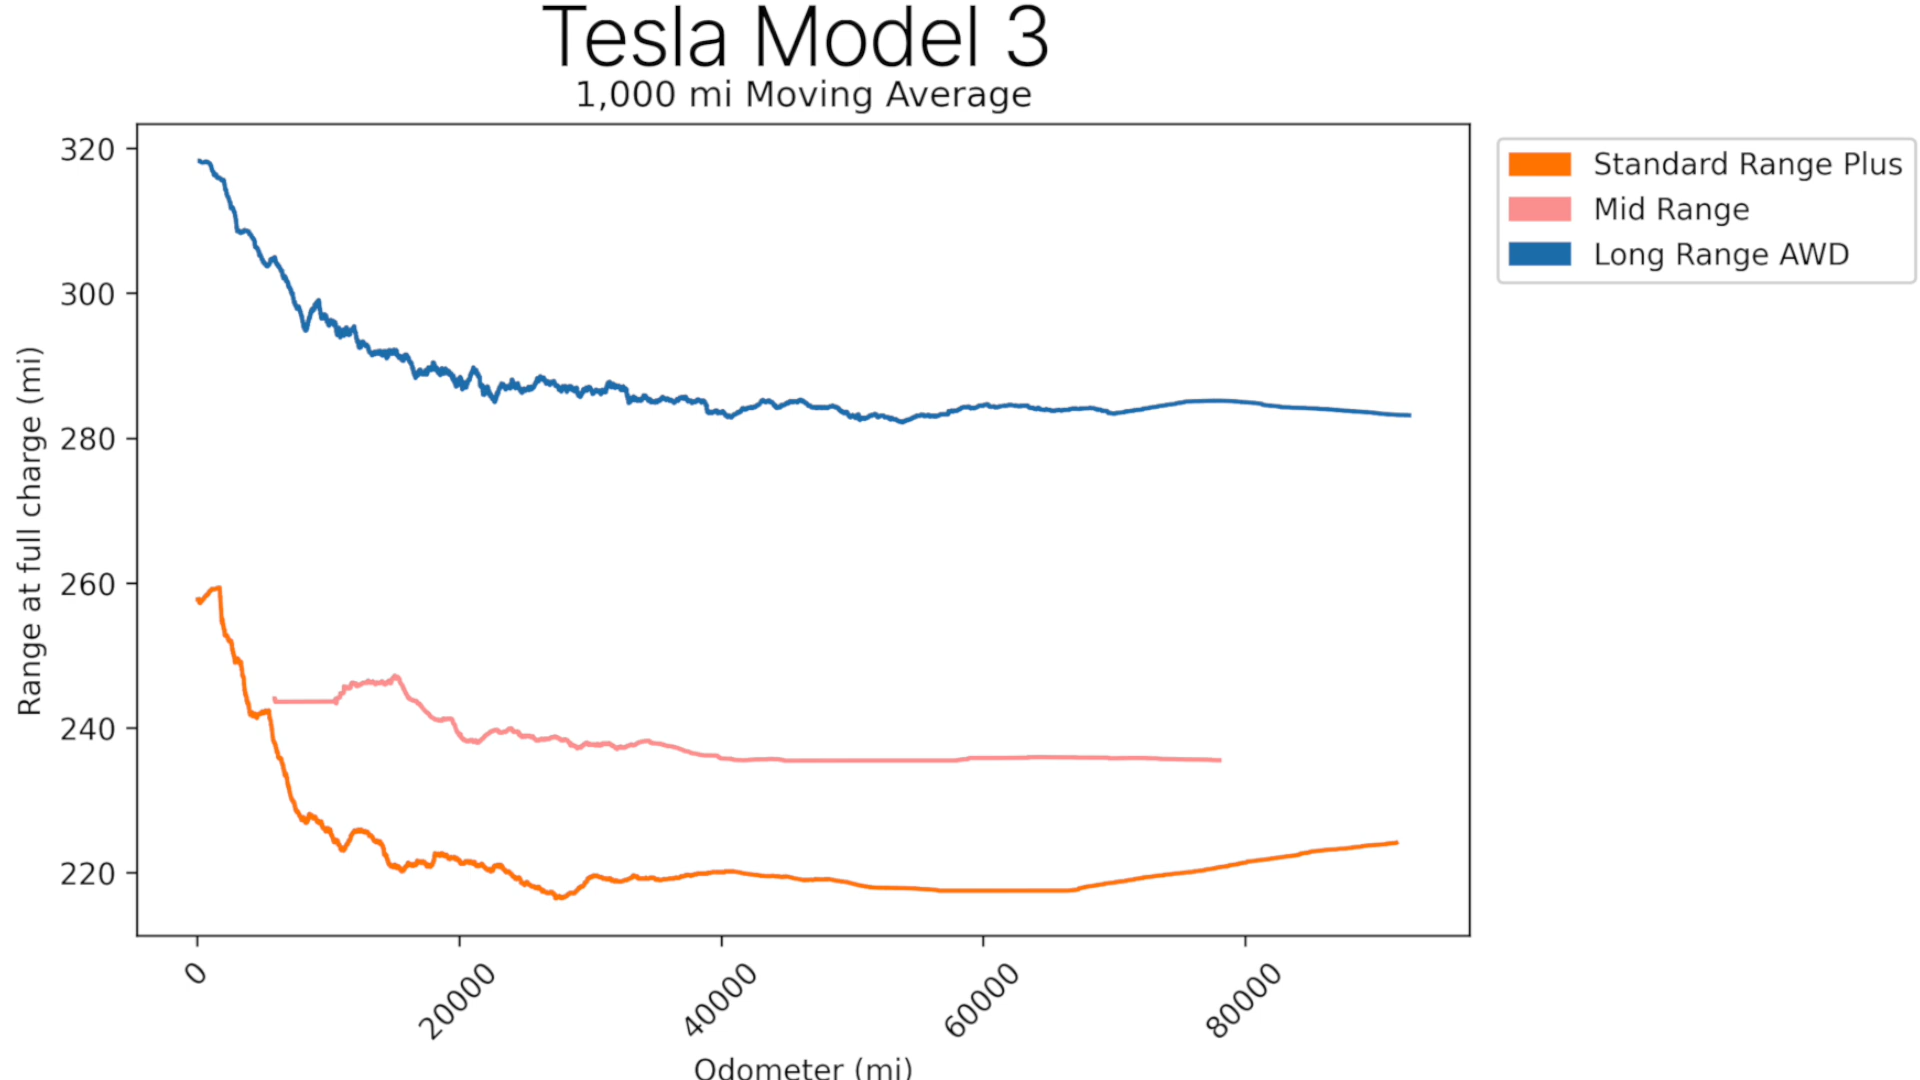 Tesla Model 3
1,000 mi Moving Average
320
300
280
260
240
220
Range at full charge (mi)
0
20000
40000
60000
80000
Odometer (mi)
Standard Range Plus
Mid Range
Long Range AWD